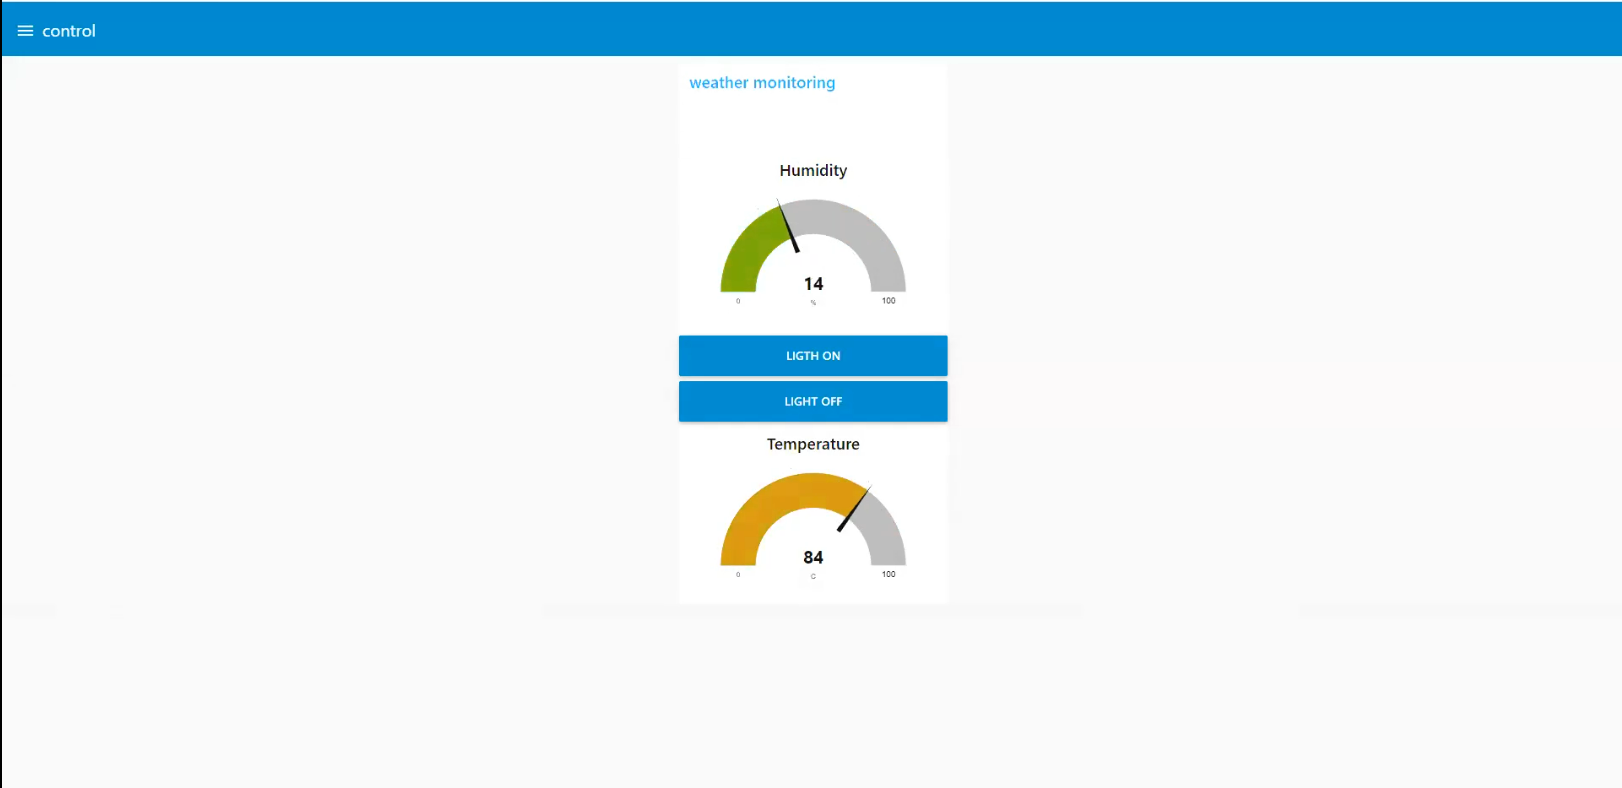 control
weather monitoring
Humidity
14
0 % 100
LIGTH ON
LIGHT OFF
Temperature
84
0 C 100